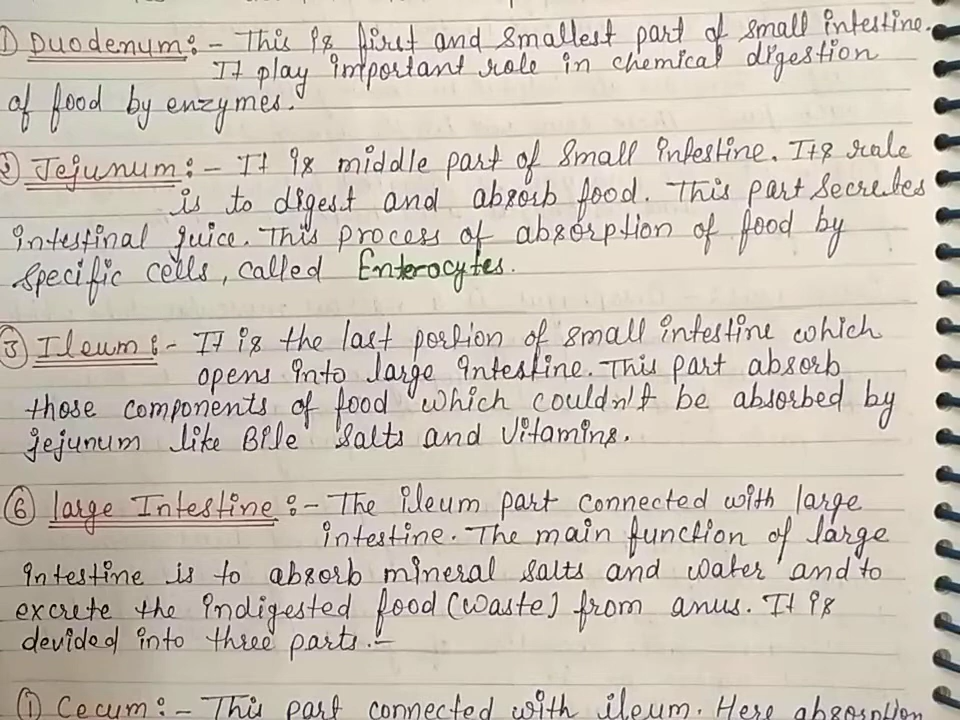 ① Duodenum:- This is first and smallest part of small intestine.
It play important role in chemical digestion
of food by enzymes.
② Jejunum:- It is middle part of small intestine. Its role
is to digest and absorb food. This part secretes
intestinal juice. This process of absorption of food by
specific cells, called Enterocytes.
③ Ileum:- It is the last portion of small intestine which
opens into large intestine. This part absorb
those components of food which couldn't be absorbed by
jejunum like Bile salts and Vitamins.
⑥ large Intestine:- The ileum part connected with large
intestine. The main function of large
intestine is to absorb mineral salts and water and to
excrete the indigested food (waste) from anus. It is
devided into three parts.-
① Cecum:- This part connected with ileum. Here absorption